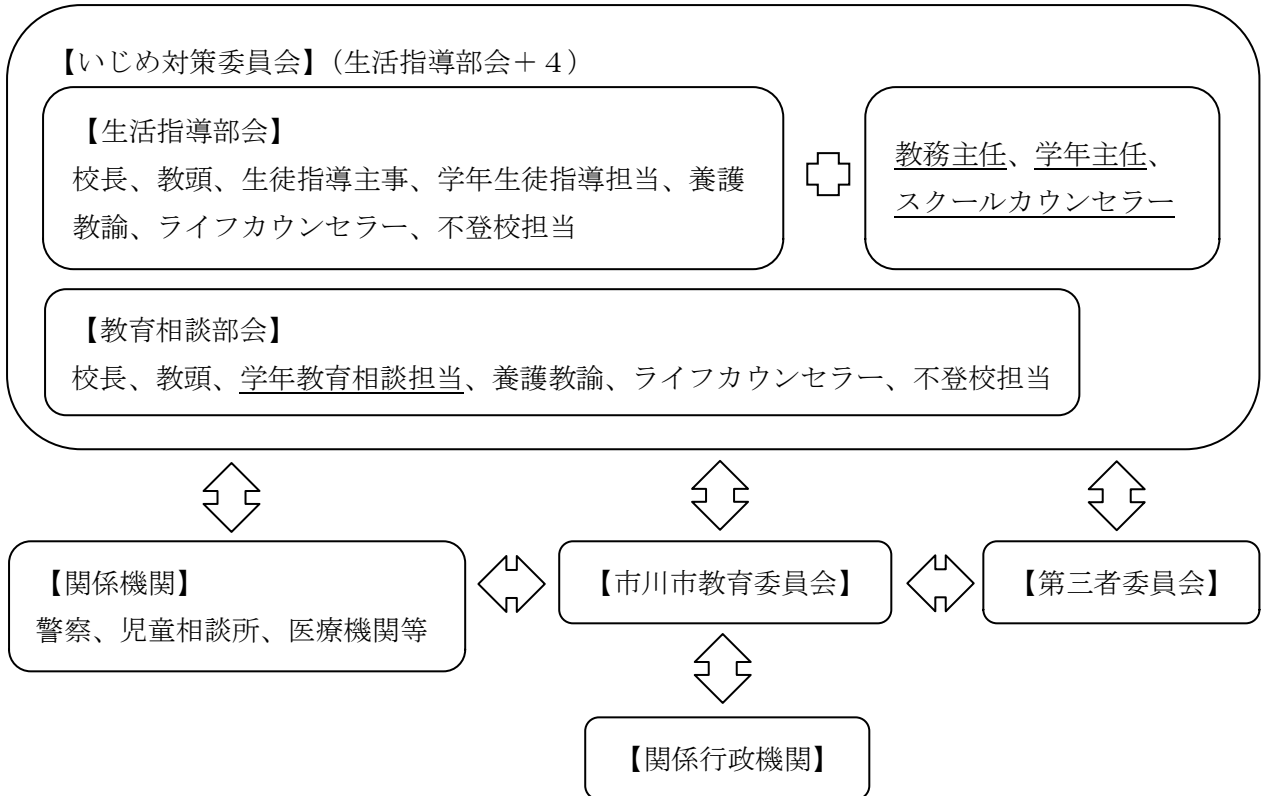 【いじめ対策委員会】（生活指導部会＋４）
【生活指導部会】
校長、教頭、生徒指導主事、学年生徒指導担当、養護
教諭、ライフカウンセラー、不登校担当
教務主任、学年主任、
スクールカウンセラー
【教育相談部会】
校長、教頭、学年教育相談担当、養護教諭、ライフカウンセラー、不登校担当
【関係機関】
警察、児童相談所、医療機関等
【市川市教育委員会】
【第三者委員会】
【関係行政機関】